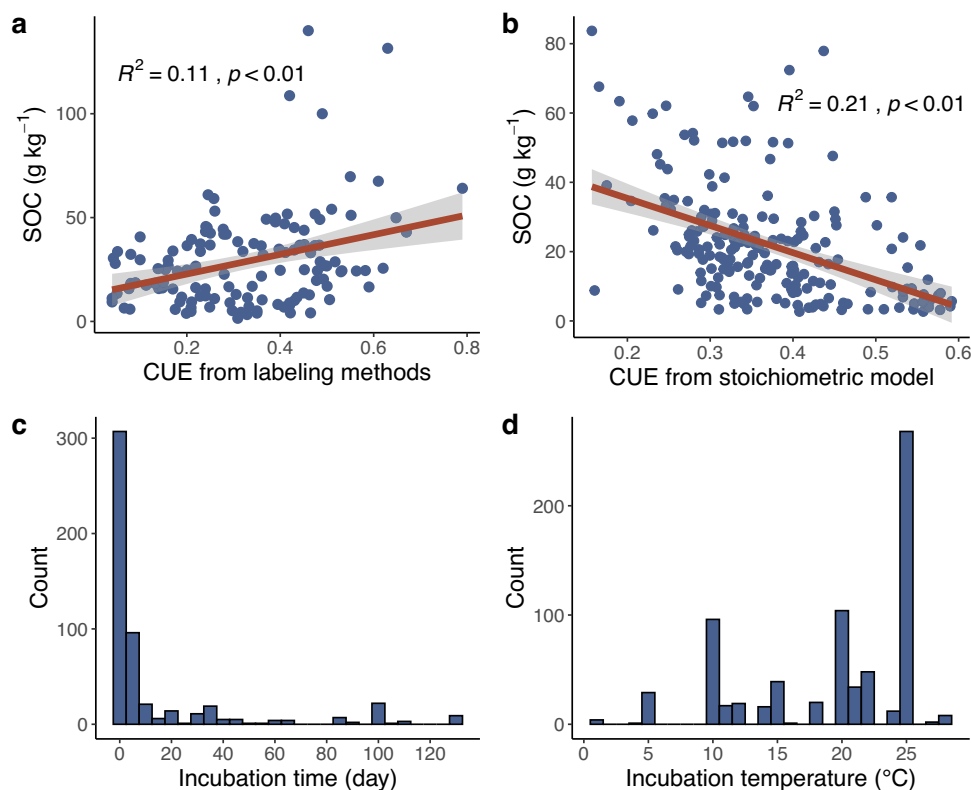 a
R² = 0.11 , p < 0.01
SOC (g kg⁻¹)
100
50
0
0.2 0.4 0.6 0.8
CUE from labeling methods
b
R² = 0.21 , p < 0.01
SOC (g kg⁻¹)
80
60
40
20
0
0.2 0.3 0.4 0.5 0.6
CUE from stoichiometric model
c
Count
300
200
100
0
0 20 40 60 80 100 120
Incubation time (day)
d
Count
200
100
0
0 5 10 15 20 25
Incubation temperature (°C)